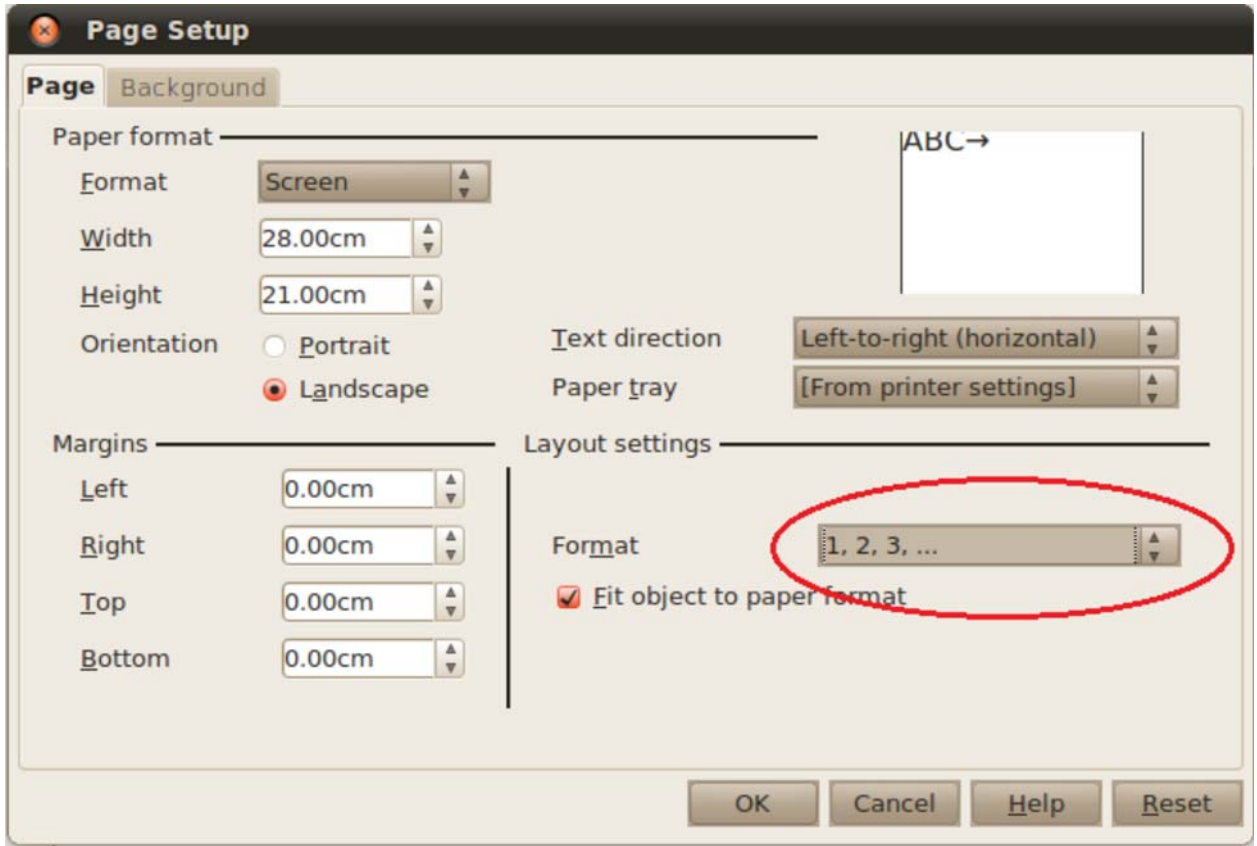 Page Setup
Page Background
Paper format
ABC→
Format Screen
Width 28.00cm
Height 21.00cm
Orientation Portrait
Landscape
Text direction Left-to-right (horizontal)
Paper tray [From printer settings]
Margins
Left 0.00cm
Right 0.00cm
Top 0.00cm
Bottom 0.00cm
Layout settings
Format 1, 2, 3, ...
Fit object to paper format
OK Cancel Help Reset